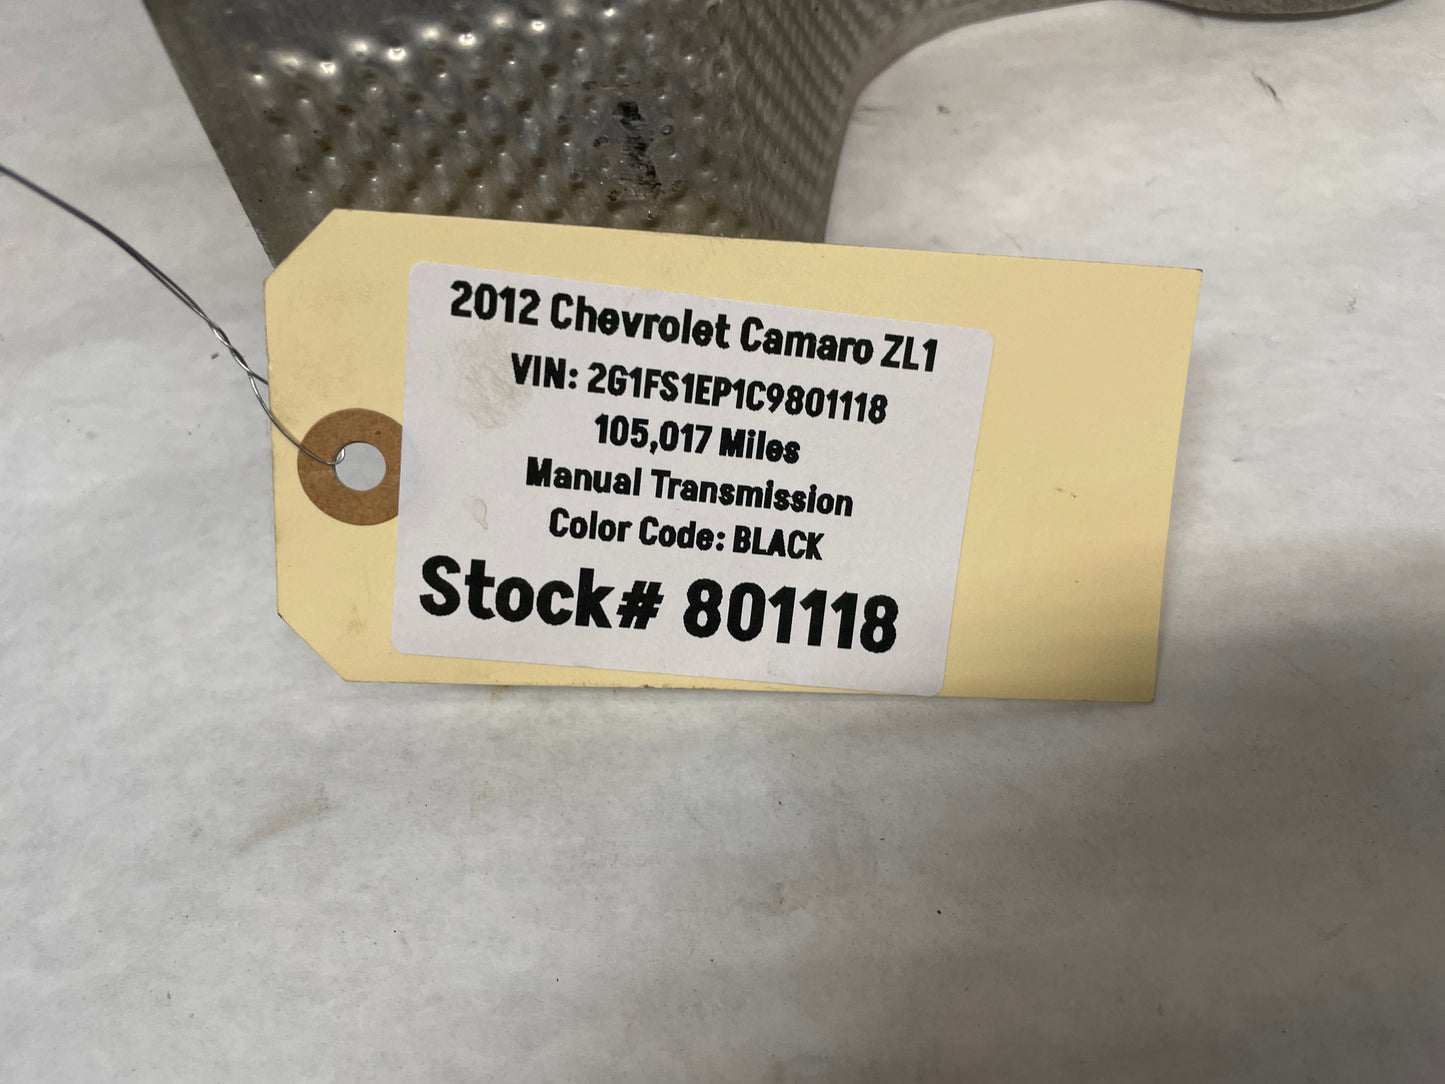 2012 Chevrolet Camaro ZL1
VIN: 2G1FS1EP1C9801118
105,017 Miles
Manual Transmission
Color Code: BLACK
Stock# 801118